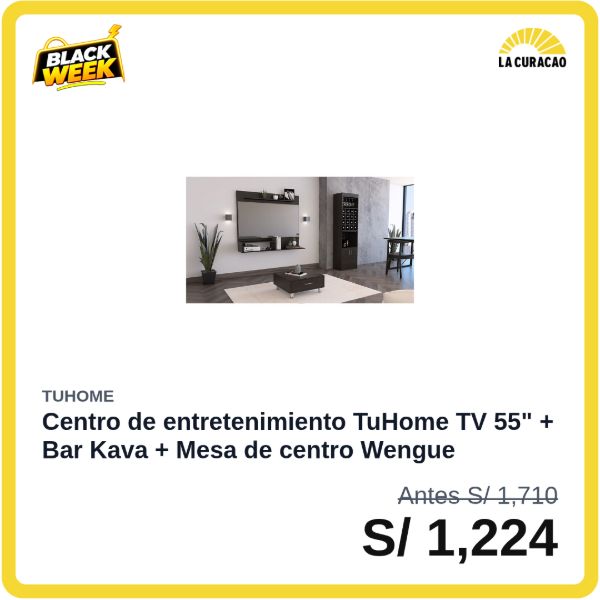 BLACK
WEEK
LA CURACAO
TUHOME
Centro de entretenimiento TuHome TV 55" +
Bar Kava + Mesa de centro Wengue
Antes S/ 1,710
S/ 1,224